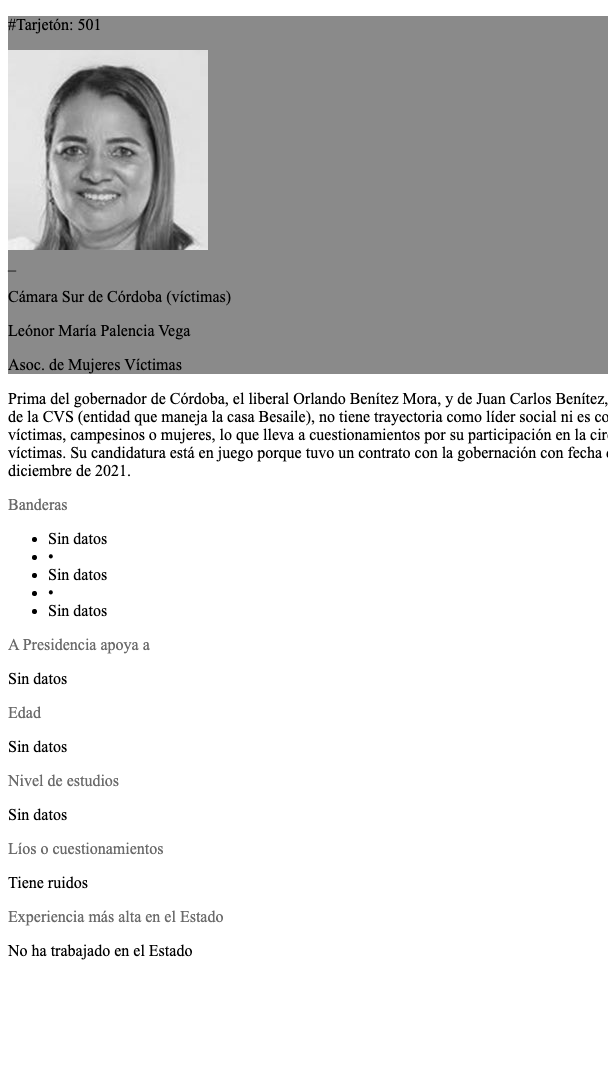 #Tarjetón: 501
_
Cámara Sur de Córdoba (víctimas)
Leónor María Palencia Vega
Asoc. de Mujeres Víctimas
Prima del gobernador de Córdoba, el liberal Orlando Benítez Mora, y de Juan Carlos Benítez,
de la CVS (entidad que maneja la casa Besaile), no tiene trayectoria como líder social ni es
víctimas, campesinos o mujeres, lo que lleva a cuestionamientos por su participación en la
víctimas. Su candidatura está en juego porque tuvo un contrato con la gobernación con fecha
diciembre de 2021.
Banderas
• Sin datos
• •
• Sin datos
• •
• Sin datos
A Presidencia apoya a
Sin datos
Edad
Sin datos
Nivel de estudios
Sin datos
Líos o cuestionamientos
Tiene ruidos
Experiencia más alta en el Estado
No ha trabajado en el Estado